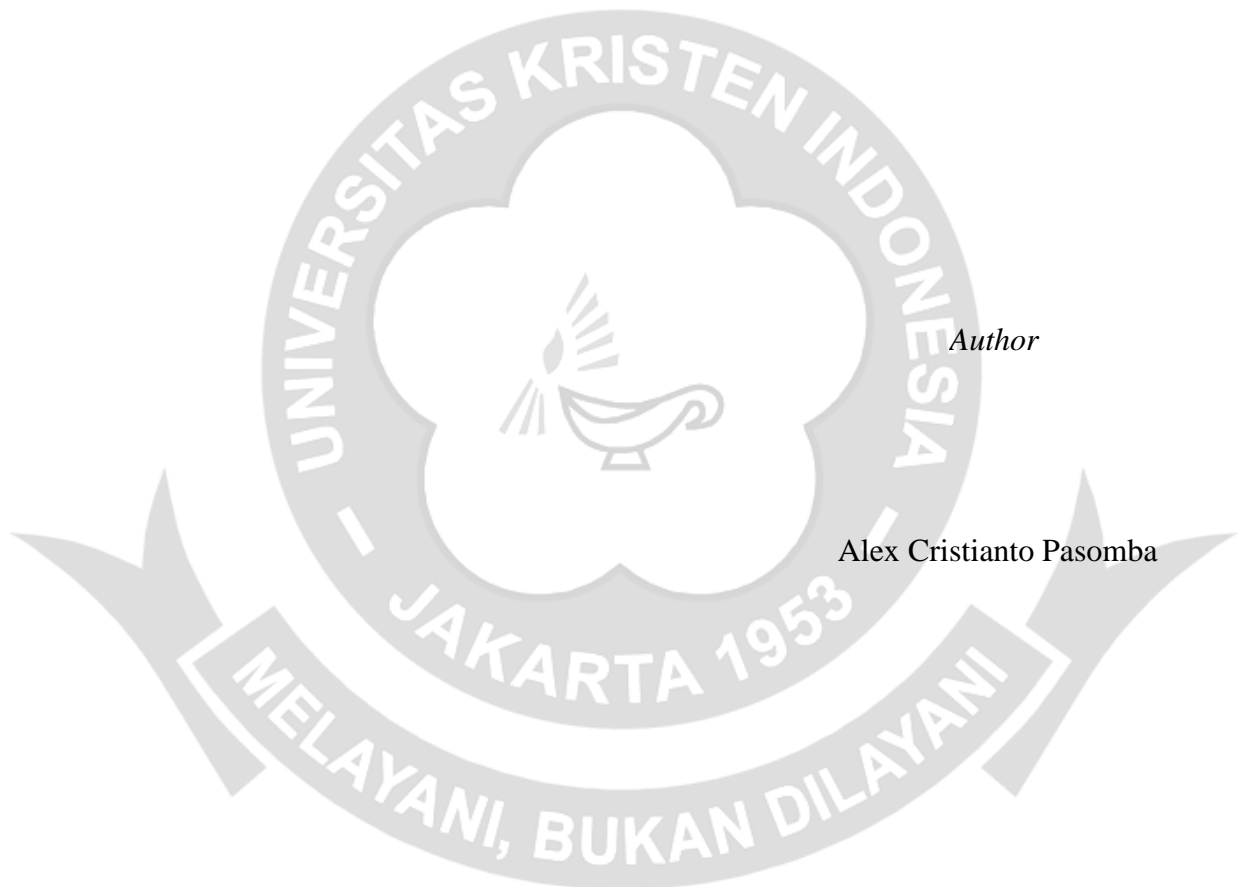 UNIVERSITAS KRISTEN INDONESIA
Author
Alex Cristianto Pasomba
- JAKARTA 1953 -
MELAYANI, BUKAN DILAYANI